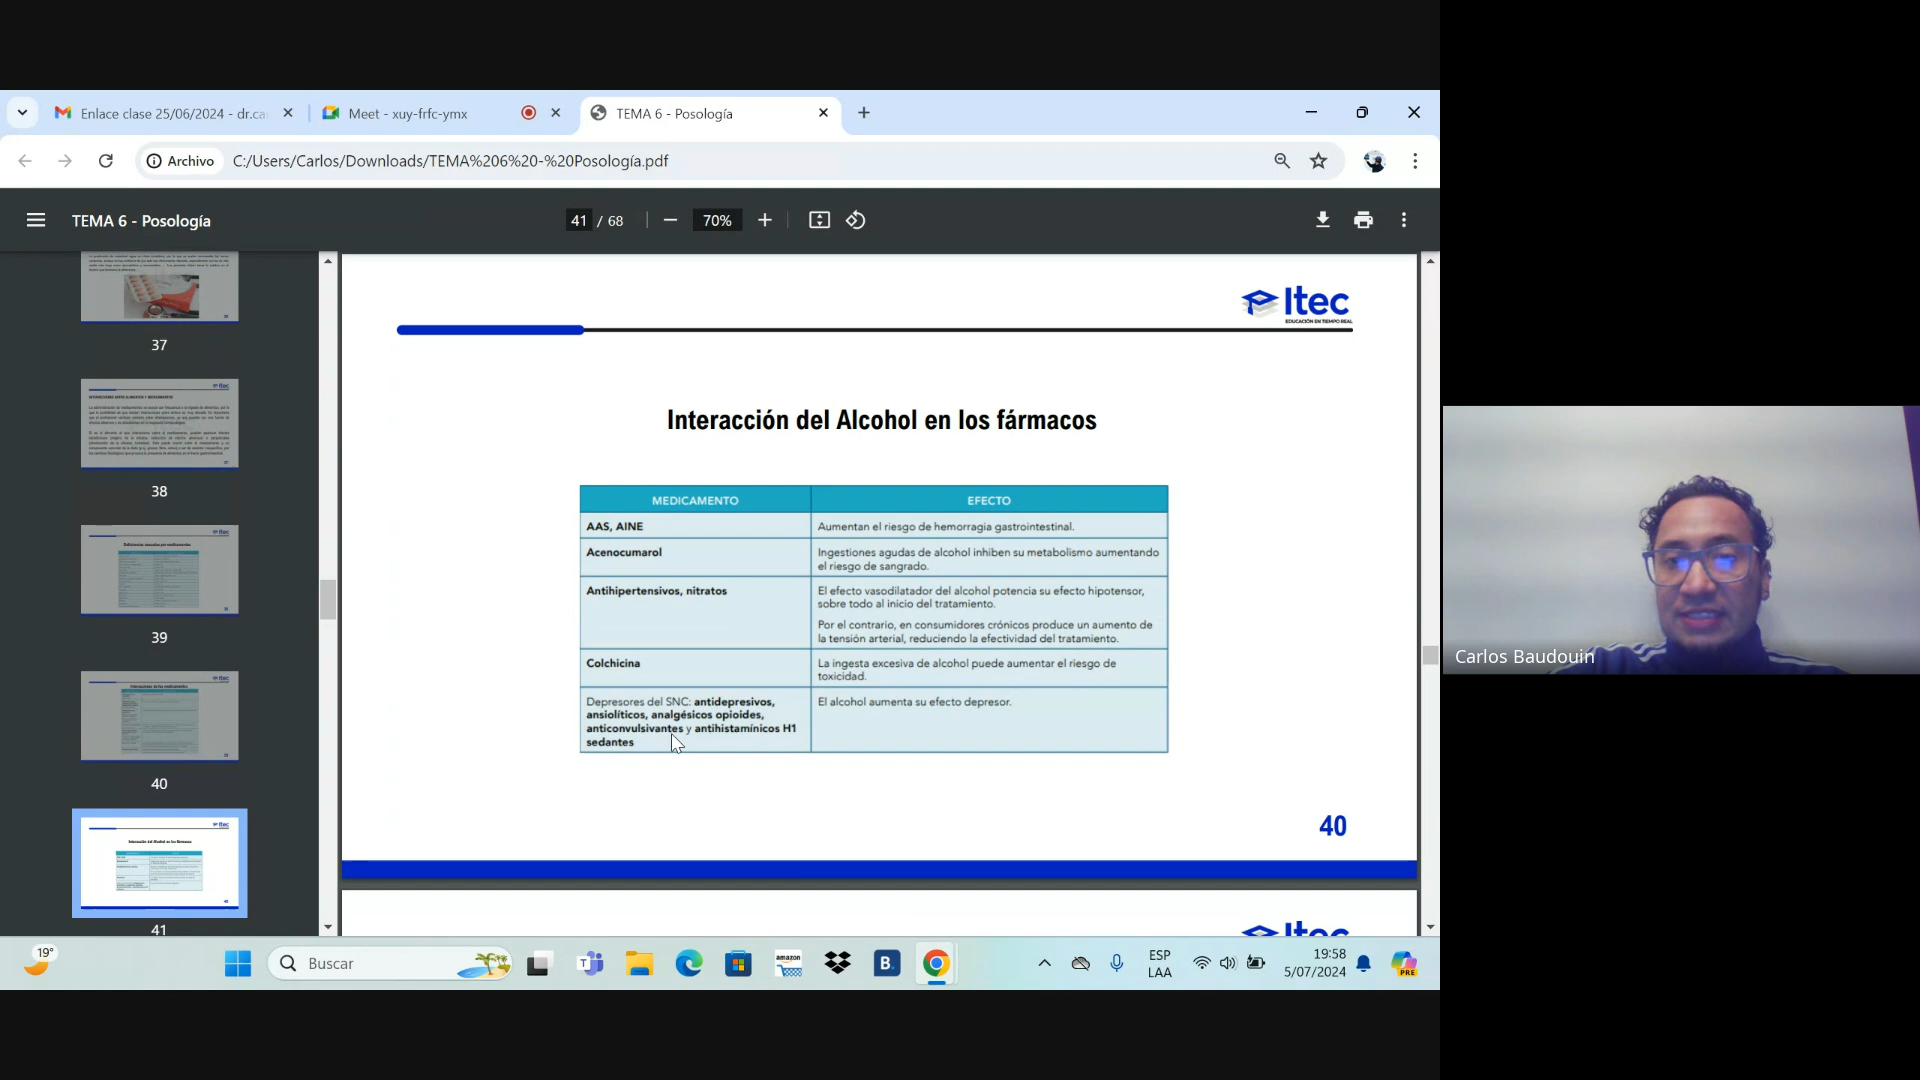 Enlace clase 25/06/2024 - dr.ca
Meet - xuy-frfc-ymx
TEMA 6 - Posología
Archivo
C:/Users/Carlos/Downloads/TEMA%206%20-%20Posología.pdf
TEMA 6 - Posología
41 / 68
70%
37
38
39
40
41
Itec
EDUCACIÓN EN TIEMPO REAL
Interacción del Alcohol en los fármacos
MEDICAMENTO
EFECTO
AAS, AINE
Aumentan el riesgo de hemorragia gastrointestinal.
Acenocumarol
Ingestiones agudas de alcohol inhiben su metabolismo aumentando
el riesgo de sangrado.
Antihipertensivos, nitratos
El efecto vasodilatador del alcohol potencia su efecto hipotensor,
sobre todo al inicio del tratamiento.
Por el contrario, en consumidores crónicos produce un aumento de
la tensión arterial, reduciendo la efectividad del tratamiento.
Colchicina
La ingesta excesiva de alcohol puede aumentar el riesgo de
toxicidad.
Depresores del SNC: antidepresivos,
ansiolíticos, analgésicos opioides,
anticonvulsivantes y antihistamínicos H1
sedantes
El alcohol aumenta su efecto depresor.
40
Itec
Carlos Baudouin
19°
Buscar
amazon
B.
ESP
LAA
19:58
5/07/2024
PRE